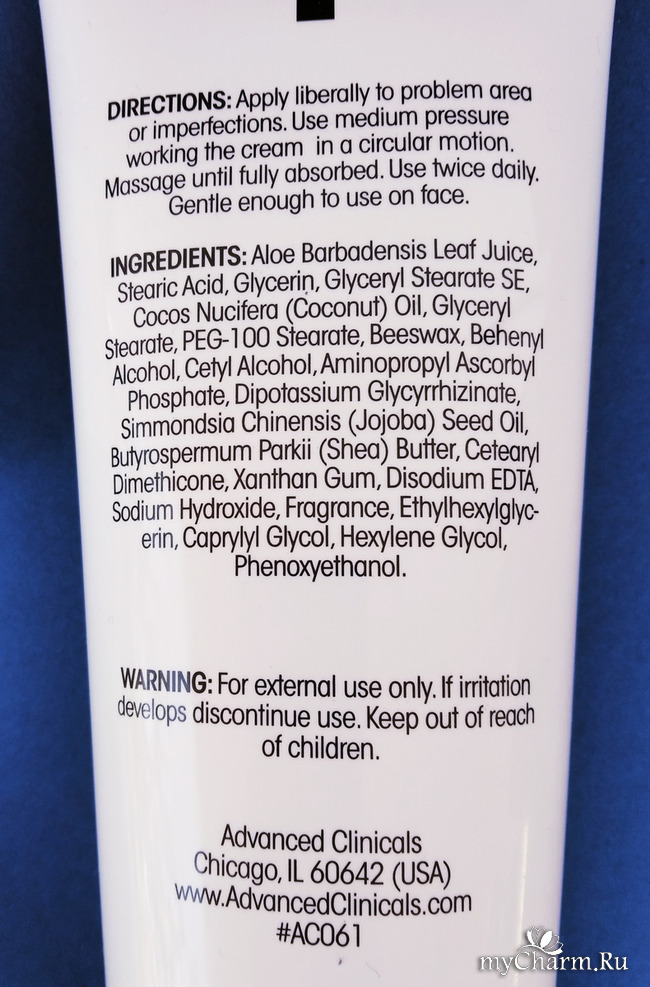 DIRECTIONS: Apply liberally to problem area
or imperfections. Use medium pressure
working the cream in a circular motion.
Massage until fully absorbed. Use twice daily.
Gentle enough to use on face.
INGREDIENTS: Aloe Barbadensis Leaf Juice,
Stearic Acid, Glycerin, Glyceryl Stearate SE,
Cocos Nucifera (Coconut) Oil, Glyceryl
Stearate, PEG-100 Stearate, Beeswax, Behenyl
Alcohol, Cetyl Alcohol, Aminopropyl Ascorbyl
Phosphate, Dipotassium Glycyrrhizinate,
Simmondsia Chinensis (Jojoba) Seed Oil,
Butyrospermum Parkii (Shea) Butter, Cetearyl
Dimethicone, Xanthan Gum, Disodium EDTA,
Sodium Hydroxide, Fragrance, Ethylhexylglyc-
erin, Caprylyl Glycol, Hexylene Glycol,
Phenoxyethanol.
WARNING: For external use only. If irritation
develops discontinue use. Keep out of reach
of children.
Advanced Clinicals
Chicago, IL 60642 (USA)
www.AdvancedClinicals.com
#AC061
myCharm.Ru